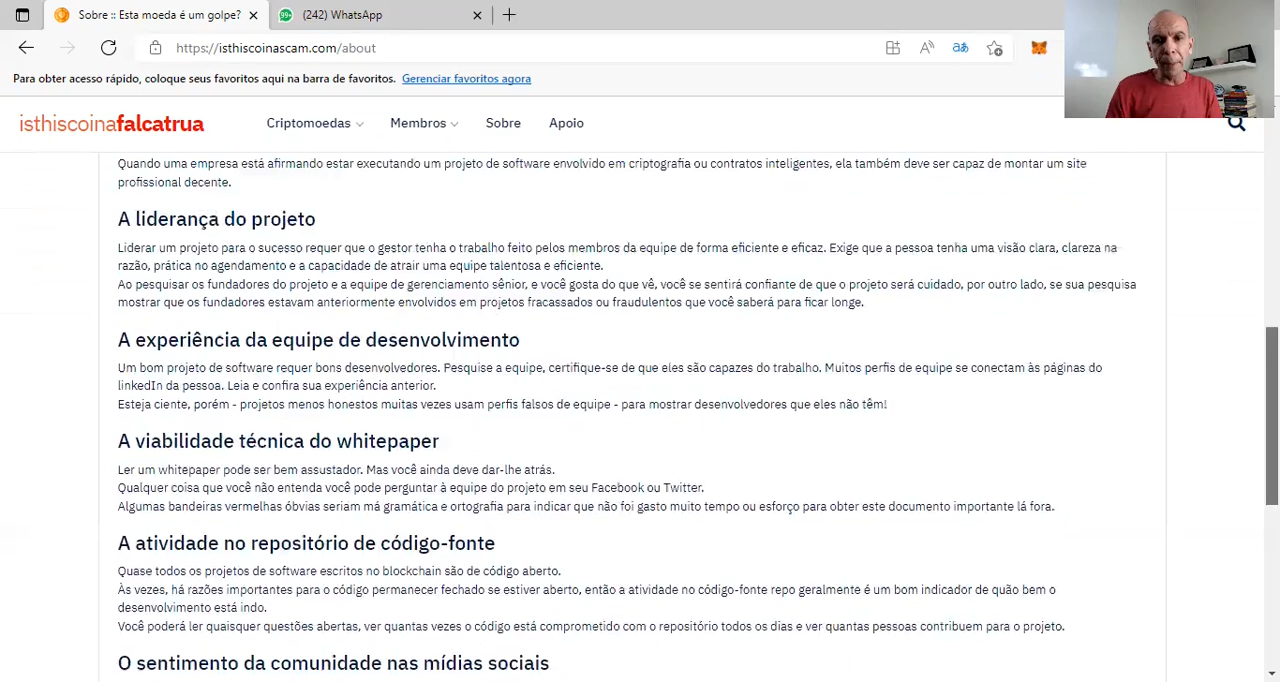 Sobre :: Esta moeda é um golpe?
99+
(242) WhatsApp
https://isthiscoinascam.com/about
Para obter acesso rápido, coloque seus favoritos aqui na barra de favoritos. Gerenciar favoritos agora
isthiscoinafalcatrua
Criptomoedas
Membros
Sobre
Apoio
Quando uma empresa está afirmando estar executando um projeto de software envolvido em criptografia ou contratos inteligentes, ela também deve ser capaz de montar um site
profissional decente.
A liderança do projeto
Liderar um projeto para o sucesso requer que o gestor tenha o trabalho feito pelos membros da equipe de forma eficiente e eficaz. Exige que a pessoa tenha uma visão clara, clareza na
razão, prática no agendamento e a capacidade de atrair uma equipe talentosa e eficiente.
Ao pesquisar os fundadores do projeto e a equipe de gerenciamento sênior, e você gosta do que vê, você se sentirá confiante de que o projeto será cuidado, por outro lado, se sua pesquisa
mostrar que os fundadores estavam anteriormente envolvidos em projetos fracassados ou fraudulentos que você saberá para ficar longe.
A experiência da equipe de desenvolvimento
Um bom projeto de software requer bons desenvolvedores. Pesquise a equipe, certifique-se de que eles são capazes do trabalho. Muitos perfis de equipe se conectam às páginas do
linkedIn da pessoa. Leia e confira sua experiência anterior.
Esteja ciente, porém - projetos menos honestos muitas vezes usam perfis falsos de equipe - para mostrar desenvolvedores que eles não têm!
A viabilidade técnica do whitepaper
Ler um whitepaper pode ser bem assustador. Mas você ainda deve dar-lhe atrás.
Qualquer coisa que você não entenda você pode perguntar à equipe do projeto em seu Facebook ou Twitter.
Algumas bandeiras vermelhas óbvias seriam má gramática e ortografia para indicar que não foi gasto muito tempo ou esforço para obter este documento importante lá fora.
A atividade no repositório de código-fonte
Quase todos os projetos de software escritos no blockchain são de código aberto.
Às vezes, há razões importantes para o código permanecer fechado se estiver aberto, então a atividade no código-fonte repo geralmente é um bom indicador de quão bem o
desenvolvimento está indo.
Você poderá ler quaisquer questões abertas, ver quantas vezes o código está comprometido com o repositório todos os dias e ver quantas pessoas contribuem para o projeto.
O sentimento da comunidade nas mídias sociais